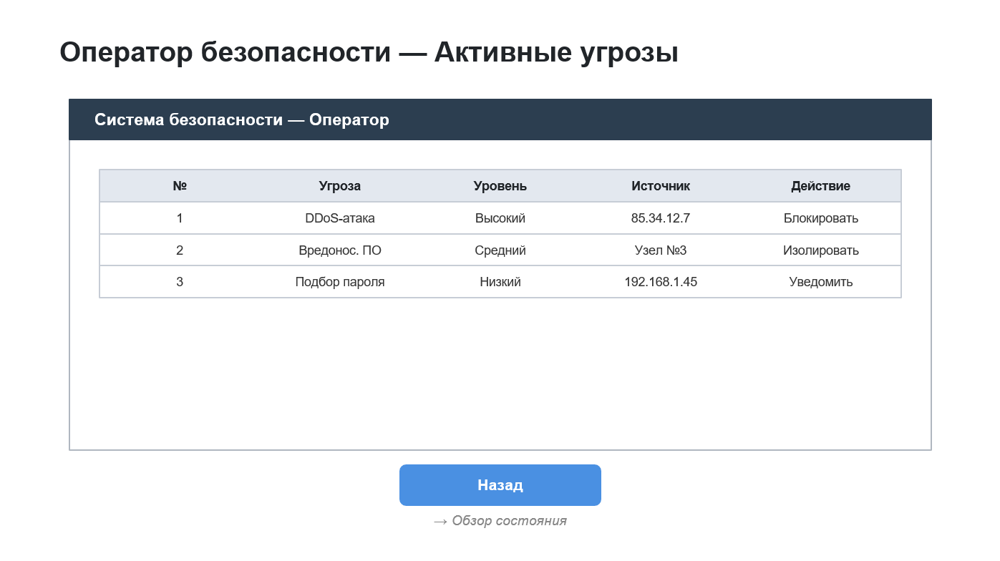 Оператор безопасности — Активные угрозы
Система безопасности — Оператор
№ Угроза Уровень Источник Действие
1 DDoS-атака Высокий 85.34.12.7 Блокировать
2 Вредонос. ПО Средний Узел №3 Изолировать
3 Подбор пароля Низкий 192.168.1.45 Уведомить
Назад
→ Обзор состояния